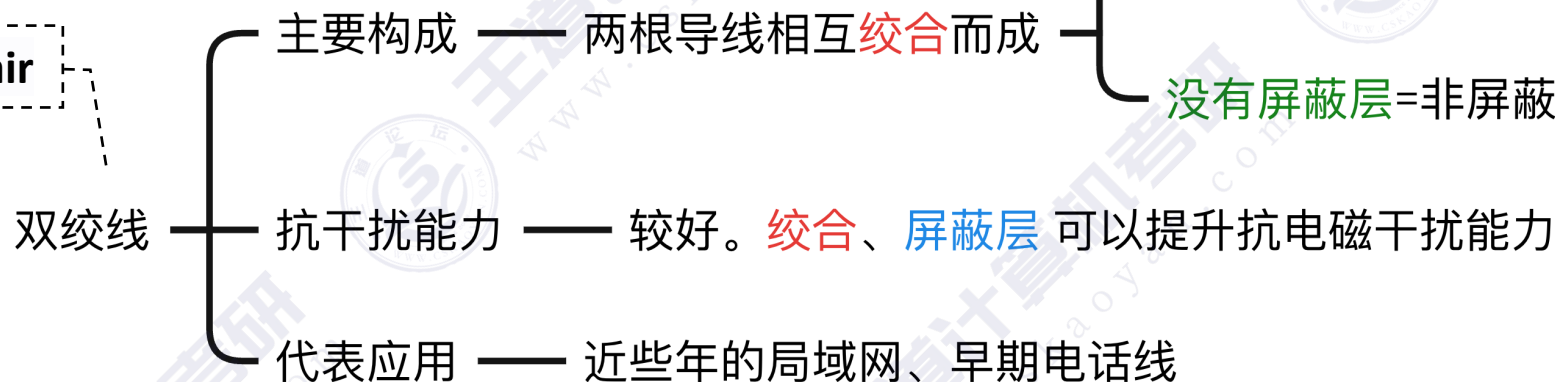 主要构成 两根导线相互绞合而成
没有屏蔽层=非屏蔽
双绞线
抗干扰能力 较好。绞合、屏蔽层 可以提升抗电磁干扰能力
代表应用 近些年的局域网、早期电话线